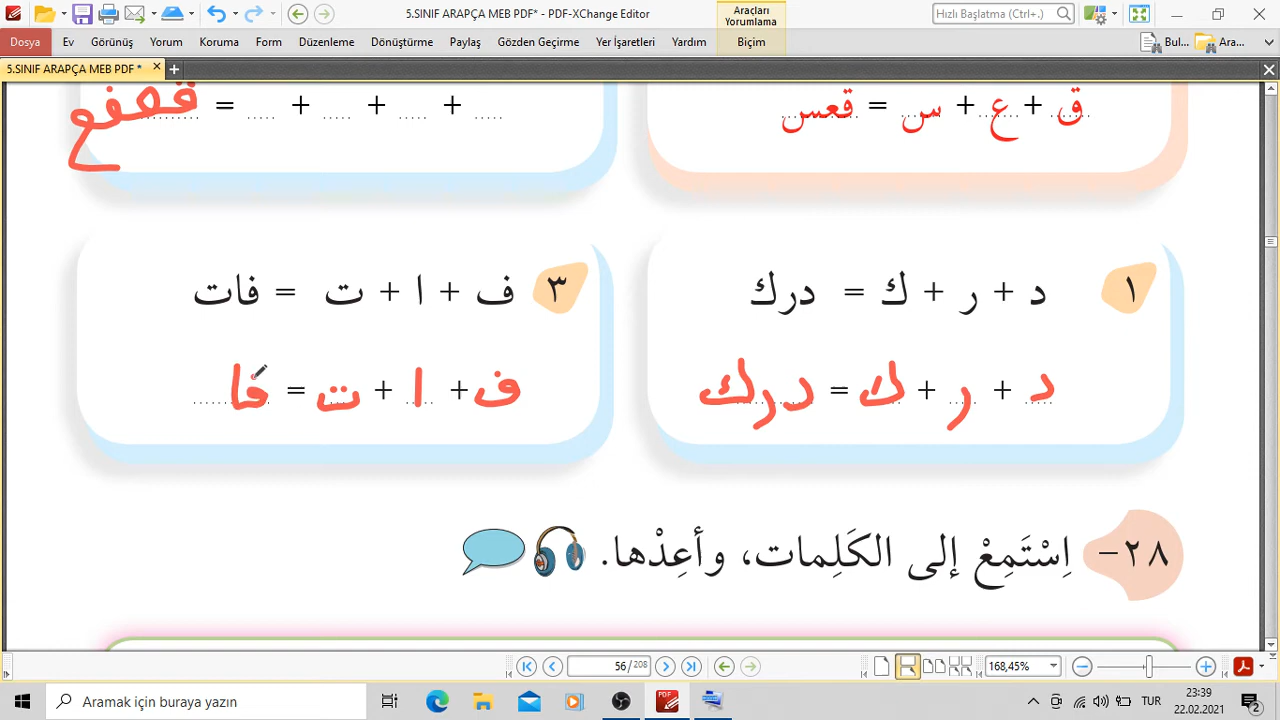 5.SINIF ARAPÇA MEB PDF - PDF-XChange Editor
Araçları Yorumlama
Hızlı Başlatma (Ctrl+.)
Dosya Ev Görünüş Yorum Koruma Form Düzenleme Dönüştürme Paylaş Gözden Geçirme Yer İşaretleri Yardım Biçim Bul... Ara...
5.SINIF ARAPÇA MEB PDF *
ق + ع + س = قعس
..... + ..... + ..... + ..... =
١ د + ر + ك = درك
د + ر + ك = درك
٣ ف + ا + ت = فات
ف + ا + ت = فا
٢٨- اِسْتَمِعْ إلى الكَلِمات، وأعِدْها.
56 / 208
168,45%
Aramak için buraya yazın
TUR
23:39
22.02.2021
2